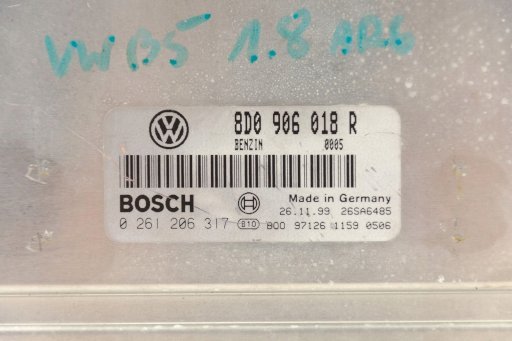 VW B5 1.8 ARG
8D0 906 018 R
BENZIN 0005
BOSCH
Made in Germany
26.11.99 26SA6485
0 261 206 317 B10 800 97126 1159 0506